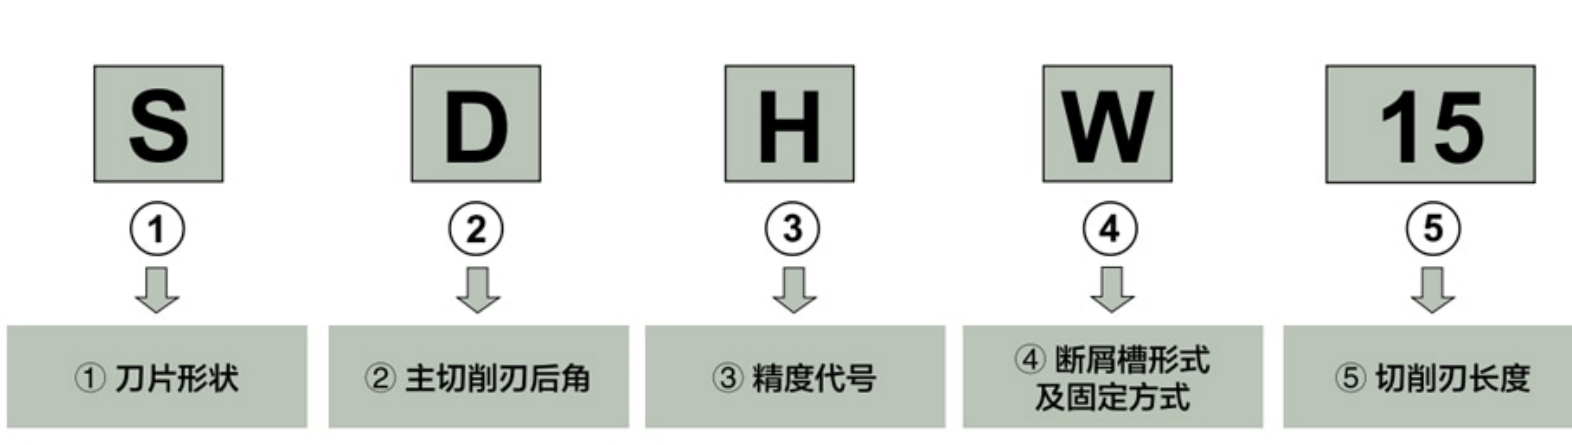 S D H W 15
① ② ③ ④ ⑤
① 刀片形状
② 主切削刃后角
③ 精度代号
④ 断屑槽形式
及固定方式
⑤ 切削刃长度